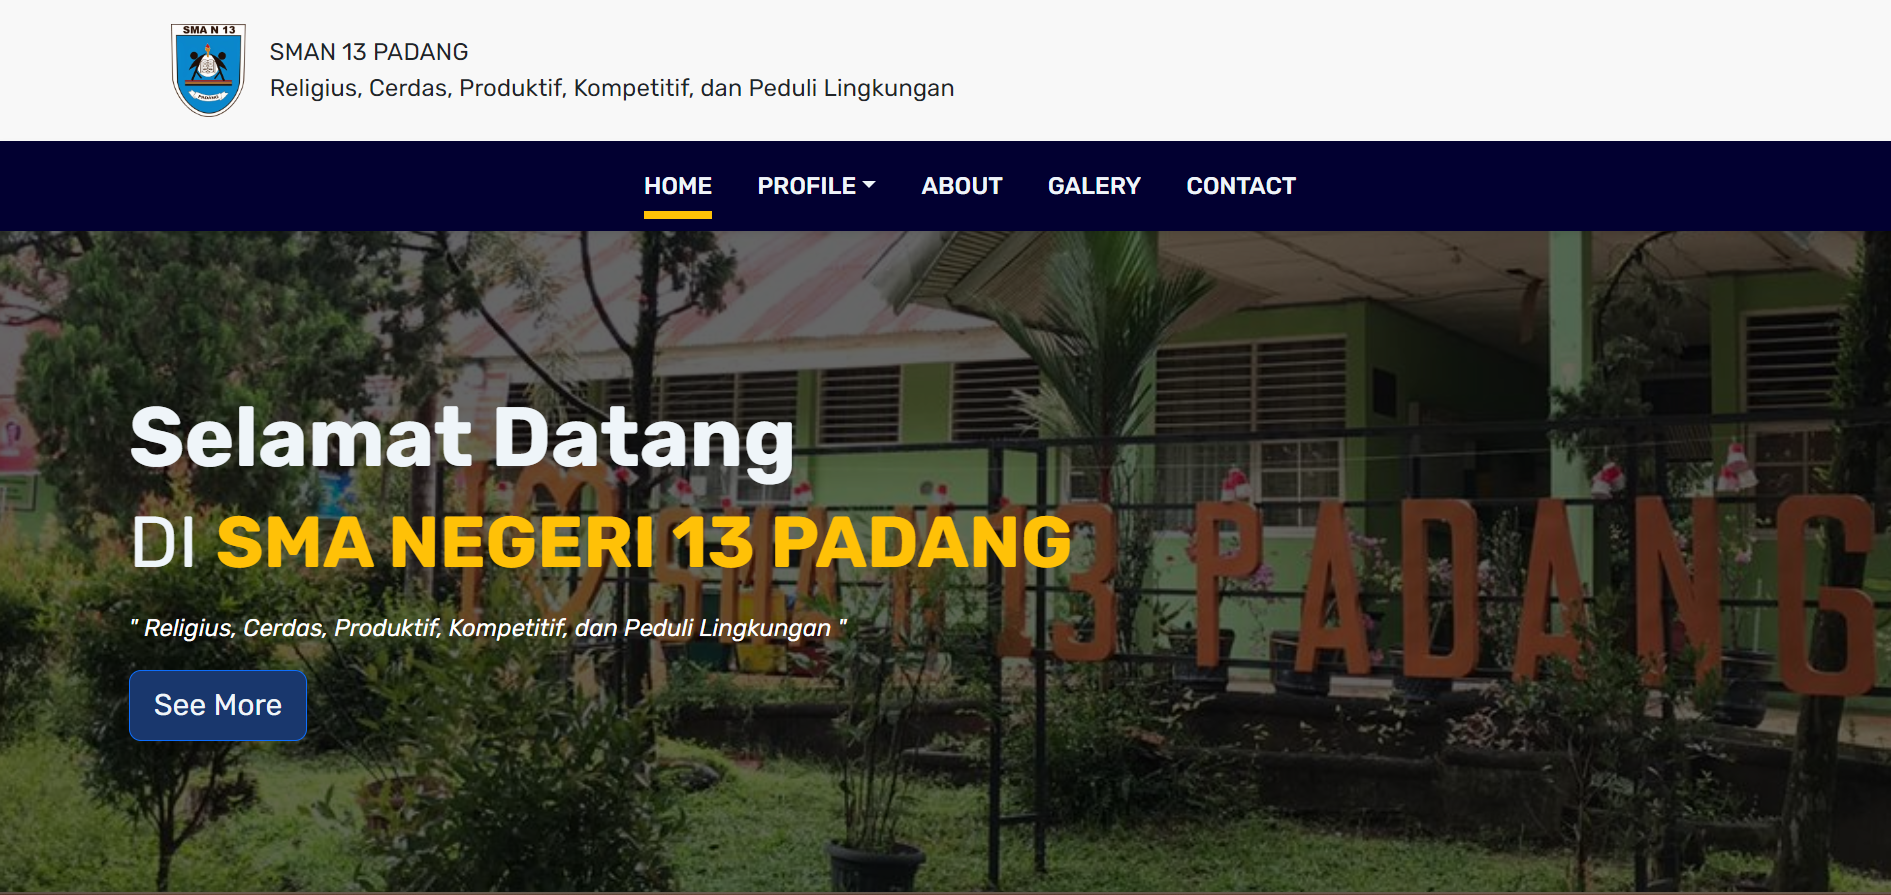 SMA N 13
PADANG
SMAN 13 PADANG
Religius, Cerdas, Produktif, Kompetitif, dan Peduli Lingkungan
HOME PROFILE ABOUT GALERY CONTACT
Selamat Datang
DI SMA NEGERI 13 PADANG
" Religius, Cerdas, Produktif, Kompetitif, dan Peduli Lingkungan "
See More
I ♥ SMAN 13 PADANG